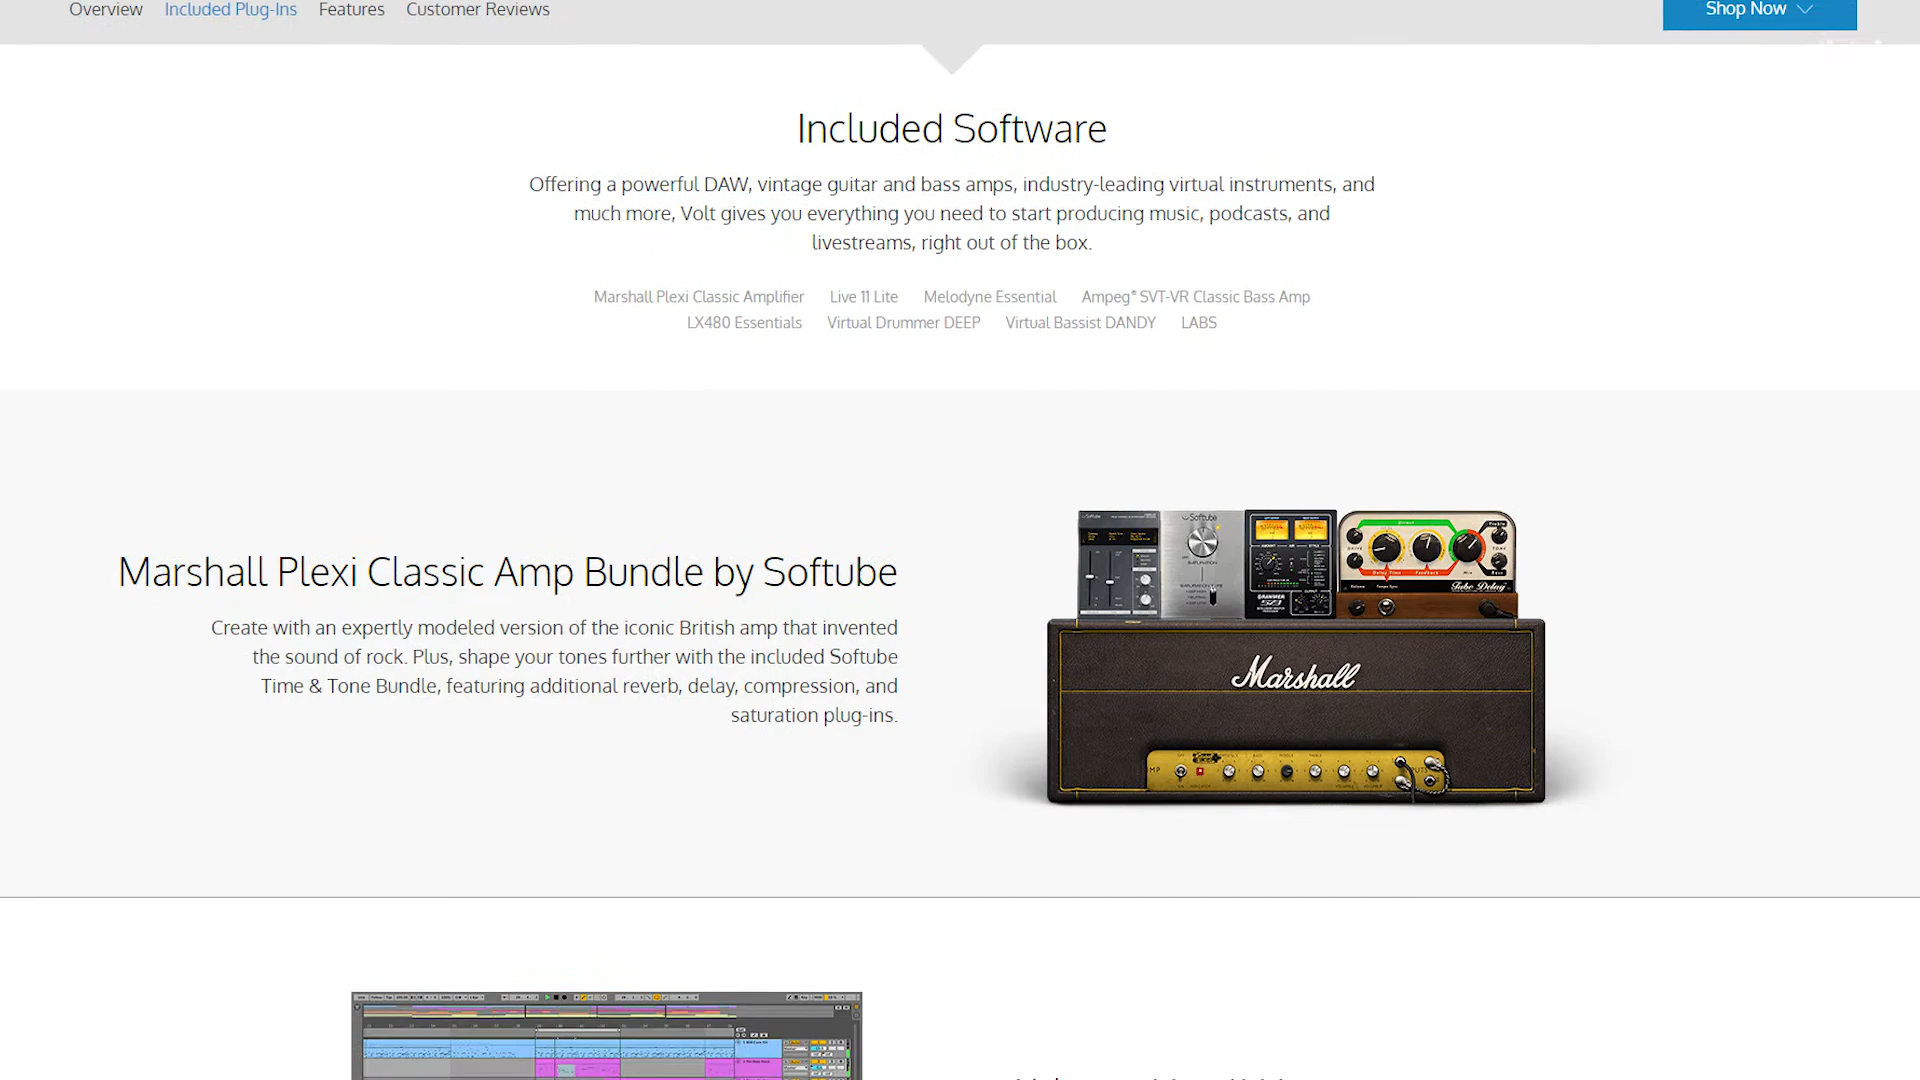 Overview Included Plug-Ins Features Customer Reviews Shop Now
Included Software
Offering a powerful DAW, vintage guitar and bass amps, industry-leading virtual instruments, and
much more, Volt gives you everything you need to start producing music, podcasts, and
livestreams, right out of the box.
Marshall Plexi Classic Amplifier Live 11 Lite Melodyne Essential Ampeg® SVT-VR Classic Bass Amp
LX480 Essentials Virtual Drummer DEEP Virtual Bassist DANDY LABS
Marshall Plexi Classic Amp Bundle by Softube
Create with an expertly modeled version of the iconic British amp that invented
the sound of rock. Plus, shape your tones further with the included Softube
Time & Tone Bundle, featuring additional reverb, delay, compression, and
saturation plug-ins.
Softube
Softube
SATURATION
DRAWMER
Tube Delay
Marshall